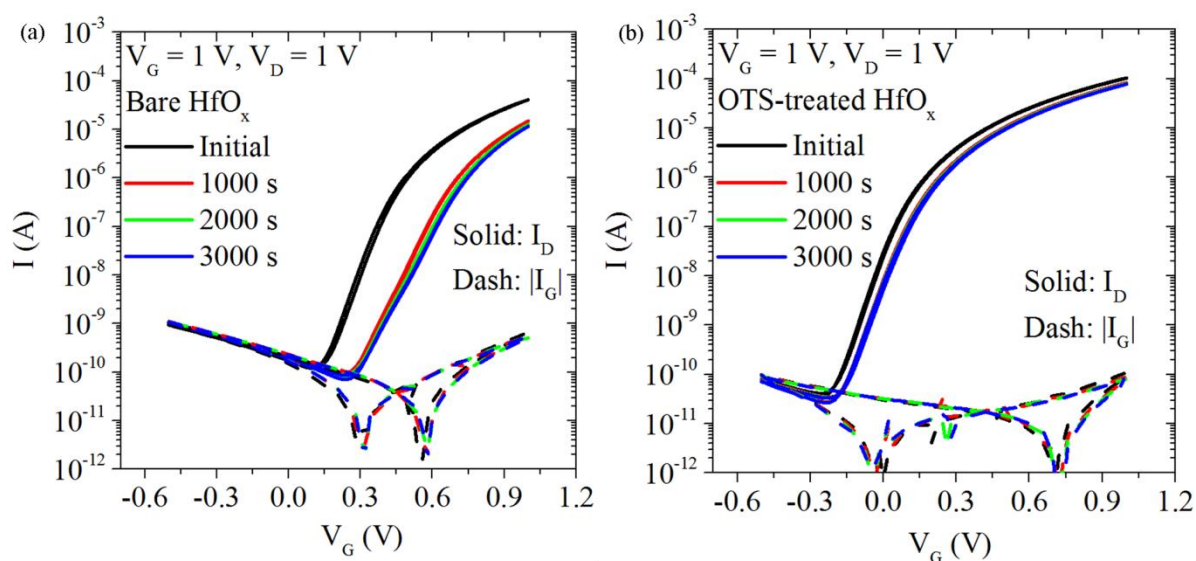 (a)
V_G = 1 V, V_D = 1 V
Bare HfO_x
Initial
1000 s
2000 s
3000 s
Solid: I_D
Dash: |I_G|
I (A)
10^-3
10^-4
10^-5
10^-6
10^-7
10^-8
10^-9
10^-10
10^-11
10^-12
-0.6 -0.3 0.0 0.3 0.6 0.9 1.2
V_G (V)
(b)
V_G = 1 V, V_D = 1 V
OTS-treated HfO_x
Initial
1000 s
2000 s
3000 s
Solid: I_D
Dash: |I_G|
I (A)
10^-3
10^-4
10^-5
10^-6
10^-7
10^-8
10^-9
10^-10
10^-11
10^-12
-0.6 -0.3 0.0 0.3 0.6 0.9 1.2
V_G (V)